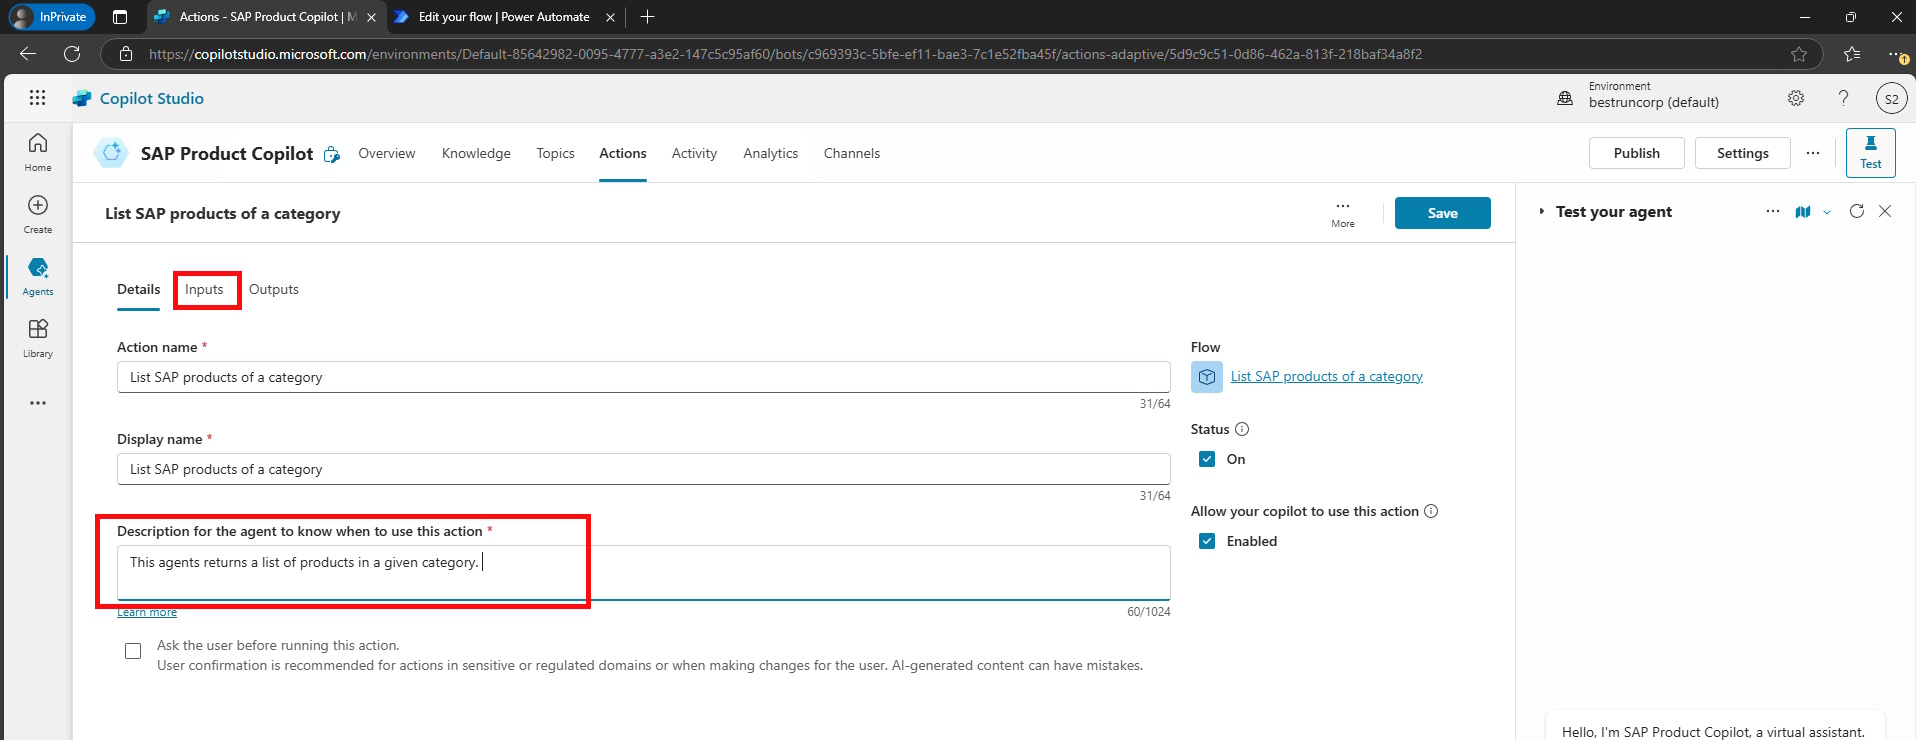 InPrivate
Actions - SAP Product Copilot | M
Edit your flow | Power Automate
https://copilotstudio.microsoft.com/environments/Default-85642982-0095-4777-a3e2-147c5c95af60/bots/c969393c-5bfe-ef11-bae3-7c1e52fba45f/actions-adaptive/5d9c9c51-0d86-462a-813f-218baf34a8f2
Copilot Studio
Environment
bestruncorp (default)
S2
Home
Create
Agents
Library
SAP Product Copilot
Overview Knowledge Topics Actions Activity Analytics Channels
Publish
Settings
Test
List SAP products of a category
More
Save
Details Inputs Outputs
Action name *
List SAP products of a category
31/64
Display name *
List SAP products of a category
31/64
Description for the agent to know when to use this action *
This agents returns a list of products in a given category.
Learn more
60/1024
Ask the user before running this action.
User confirmation is recommended for actions in sensitive or regulated domains or when making changes for the user. AI-generated content can have mistakes.
Flow
List SAP products of a category
Status
On
Allow your copilot to use this action
Enabled
Test your agent
Hello, I'm SAP Product Copilot, a virtual assistant.